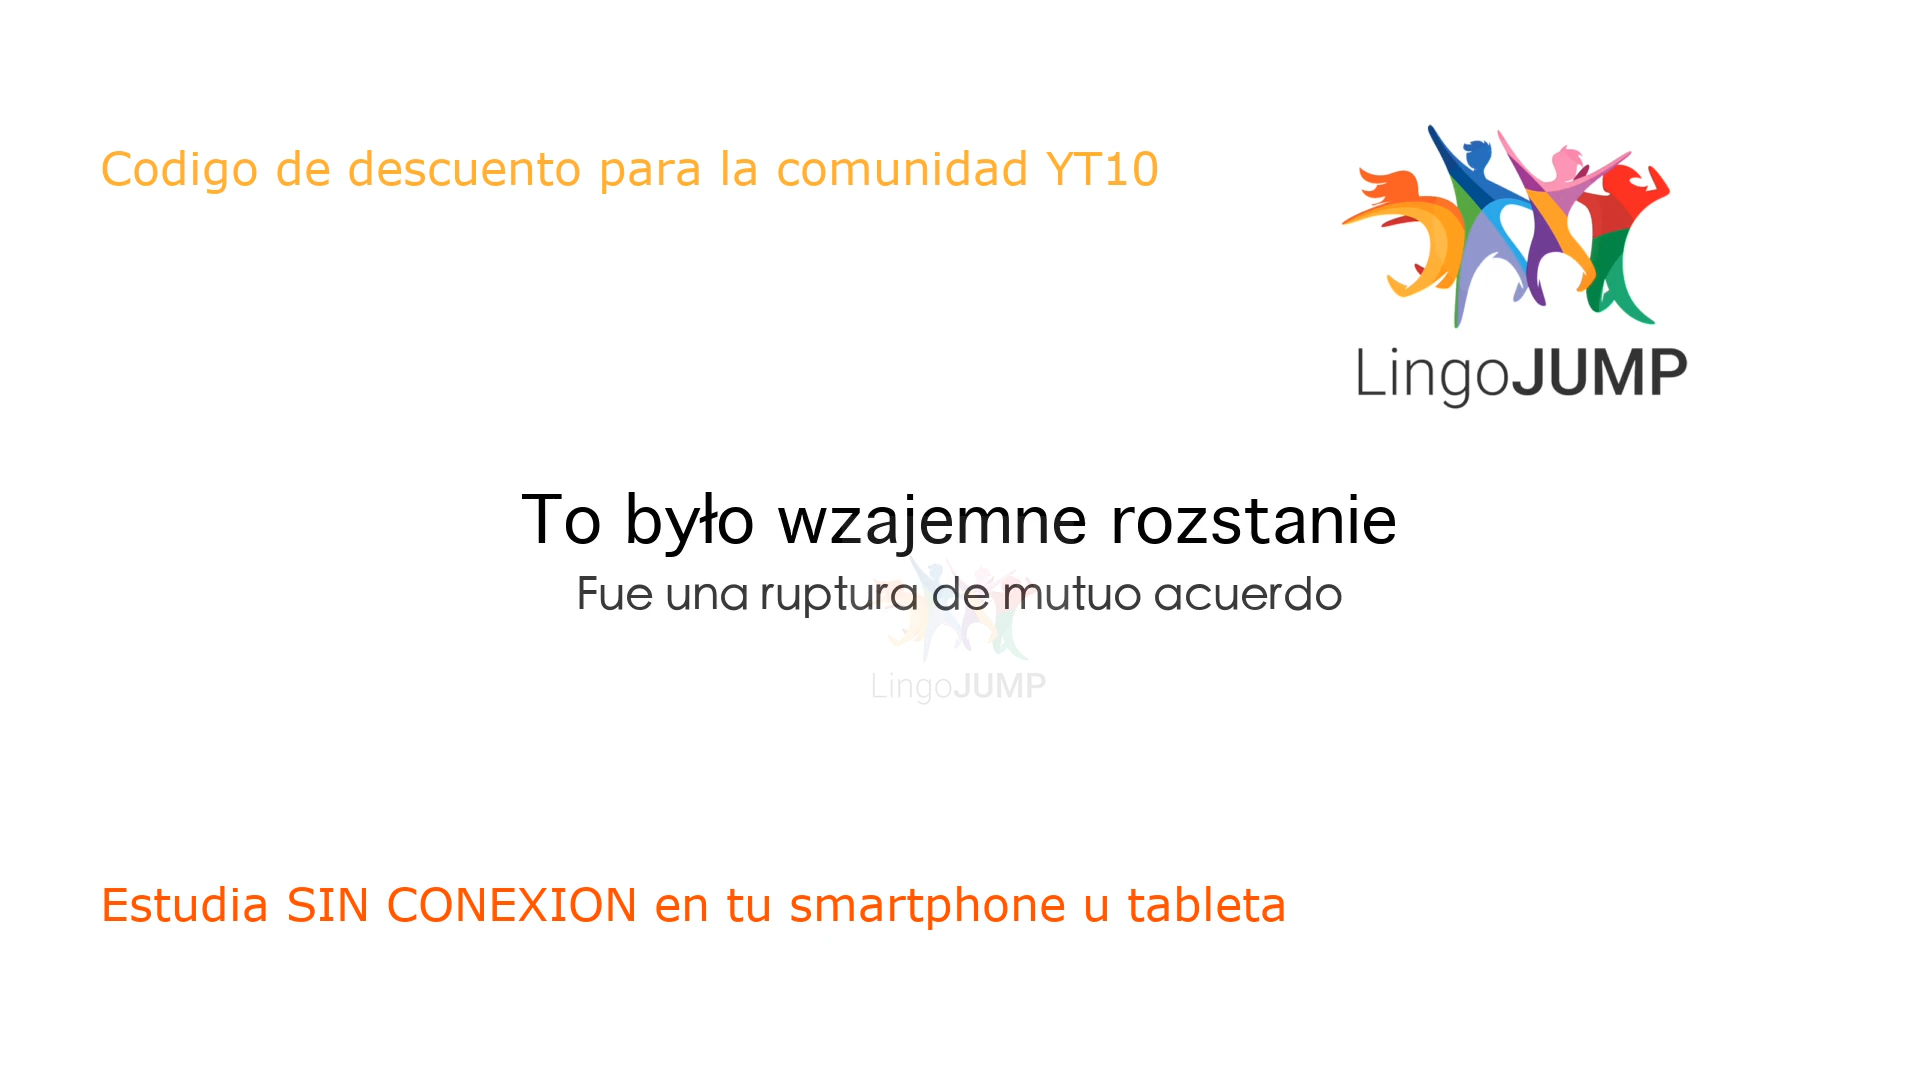 Codigo de descuento para la comunidad YT10
LingoJUMP
To było wzajemne rozstanie
Fue una ruptura de mutuo acuerdo
LingoJUMP
Estudia SIN CONEXION en tu smartphone u tableta